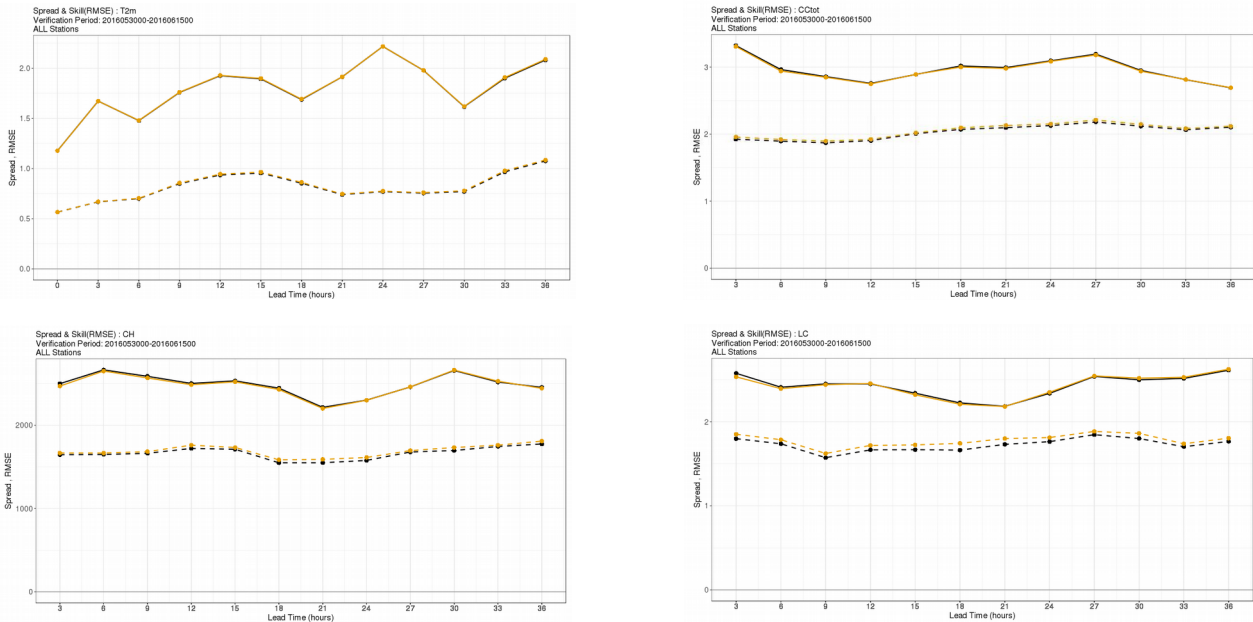 Spread & Skill(RMSE) : T2m
Verification Period: 2016053000-2016061500
ALL Stations
2.0
1.5
1.0
0.5
0.0
Spread , RMSE
0 3 6 9 12 15 18 21 24 27 30 33 36
Lead Time (hours)
Spread & Skill(RMSE) : CCtot
Verification Period: 2016053000-2016061500
ALL Stations
3
2
1
0
Spread , RMSE
3 6 9 12 15 18 21 24 27 30 33 36
Lead Time (hours)
Spread & Skill(RMSE) : CH
Verification Period: 2016053000-2016061500
ALL Stations
2000
1000
0
Spread , RMSE
3 6 9 12 15 18 21 24 27 30 33 36
Lead Time (hours)
Spread & Skill(RMSE) : LC
Verification Period: 2016053000-2016061500
ALL Stations
2
1
0
Spread , RMSE
3 6 9 12 15 18 21 24 27 30 33 36
Lead Time (hours)